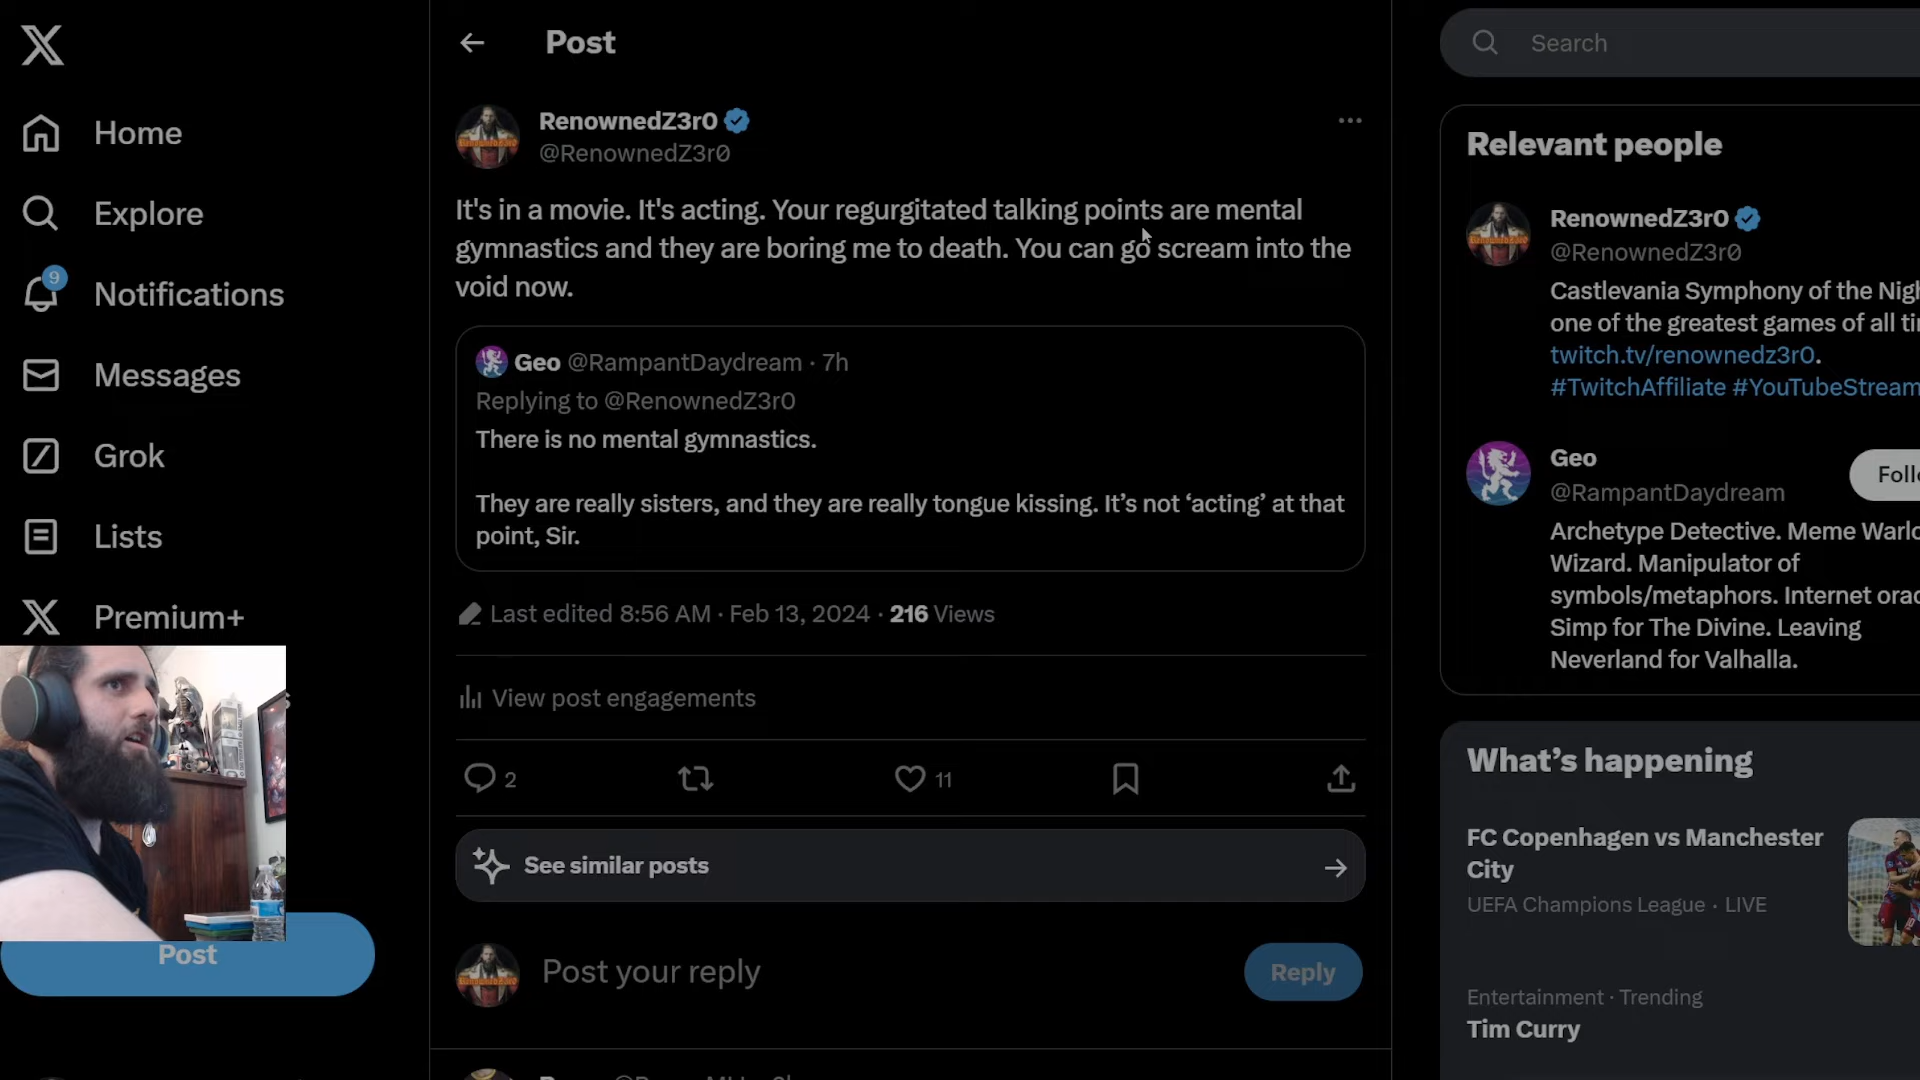 Home
Explore
9
Notifications
Messages
Grok
Lists
Premium+
Post
Post
RenownedZ3r0
@RenownedZ3r0
It's in a movie. It's acting. Your regurgitated talking points are mental
gymnastics and they are boring me to death. You can go scream into the
void now.
Geo @RampantDaydream · 7h
Replying to @RenownedZ3r0
There is no mental gymnastics.
They are really sisters, and they are really tongue kissing. It’s not ‘acting’ at that
point, Sir.
Last edited 8:56 AM · Feb 13, 2024 · 216 Views
View post engagements
2
11
See similar posts
Post your reply
Reply
Search
Relevant people
RenownedZ3r0
@RenownedZ3r0
Castlevania Symphony of the Nigh
one of the greatest games of all ti
twitch.tv/renownedz3r0.
#TwitchAffiliate #YouTubeStream
Geo
@RampantDaydream
Follo
Archetype Detective. Meme Warlo
Wizard. Manipulator of
symbols/metaphors. Internet orac
Simp for The Divine. Leaving
Neverland for Valhalla.
What’s happening
FC Copenhagen vs Manchester
City
UEFA Champions League · LIVE
Entertainment · Trending
Tim Curry